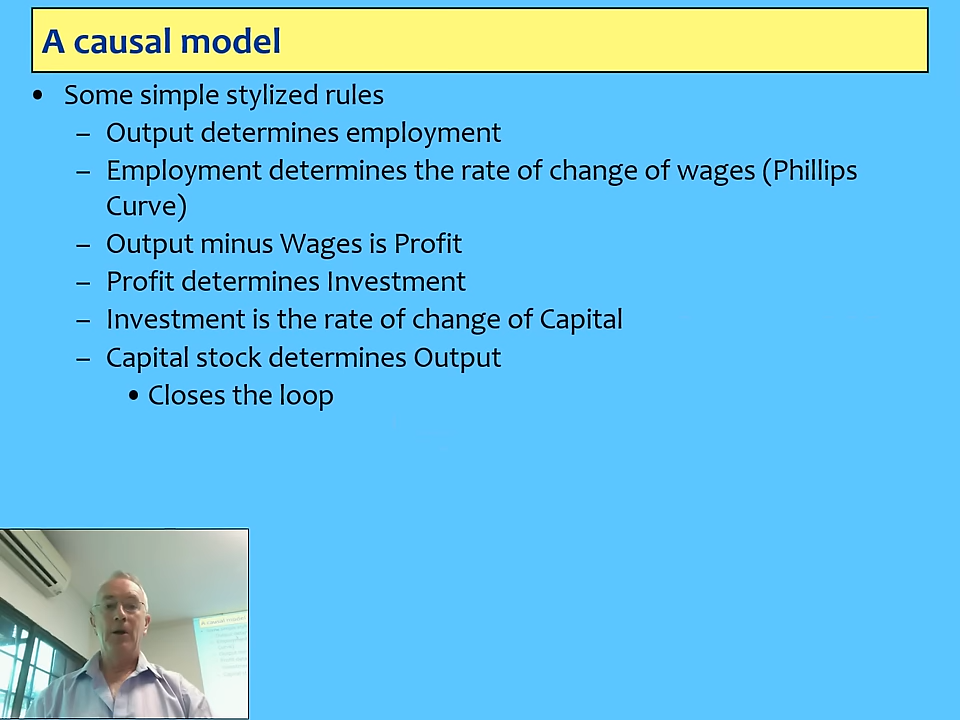 A causal model
• Some simple stylized rules
– Output determines employment
– Employment determines the rate of change of wages (Phillips
Curve)
– Output minus Wages is Profit
– Profit determines Investment
– Investment is the rate of change of Capital
– Capital stock determines Output
• Closes the loop
A causal model